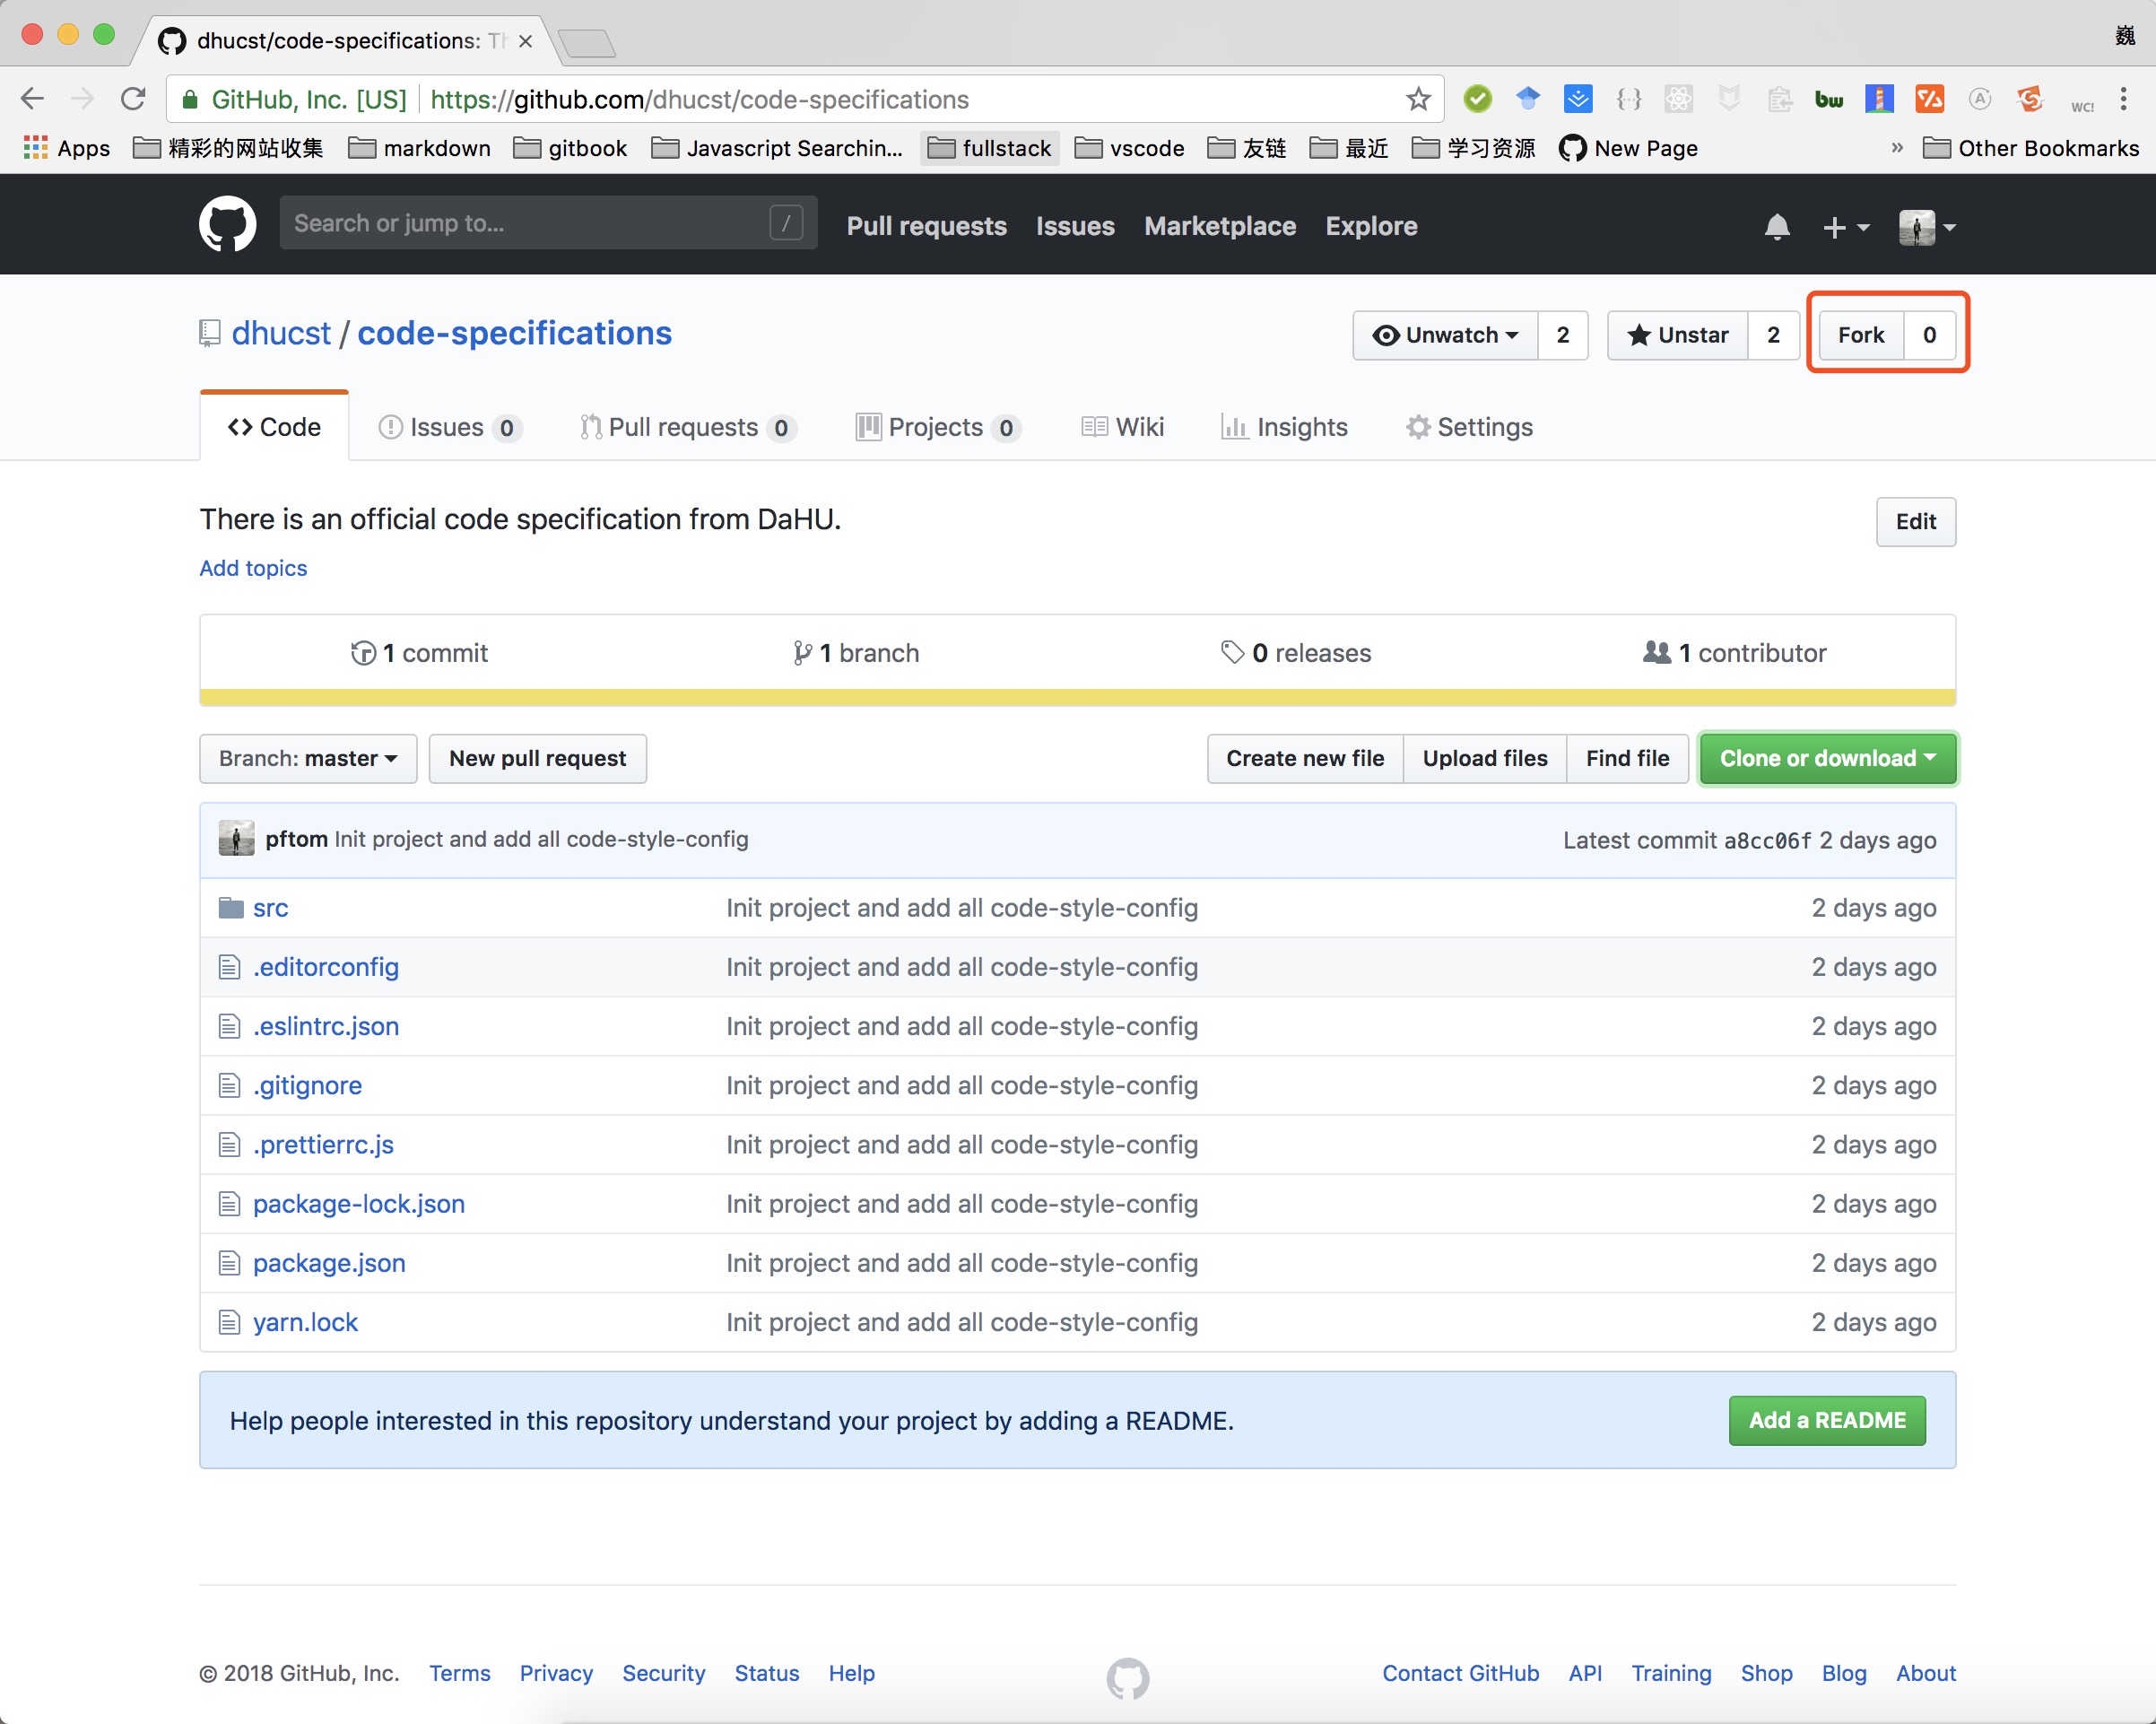 dhucst/code-specifications: Th
巍
GitHub, Inc. [US] https://github.com/dhucst/code-specifications
bw
WC!
Apps 精彩的网站收集 markdown gitbook Javascript Searchin... fullstack vscode 友链 最近 学习资源 New Page » Other Bookmarks
Search or jump to... / Pull requests Issues Marketplace Explore
dhucst / code-specifications Unwatch 2 Unstar 2 Fork 0
Code Issues 0 Pull requests 0 Projects 0 Wiki Insights Settings
There is an official code specification from DaHU. Edit
Add topics
1 commit 1 branch 0 releases 1 contributor
Branch: master New pull request Create new file Upload files Find file Clone or download
pftom Init project and add all code-style-config Latest commit a8cc06f 2 days ago
src Init project and add all code-style-config 2 days ago
.editorconfig Init project and add all code-style-config 2 days ago
.eslintrc.json Init project and add all code-style-config 2 days ago
.gitignore Init project and add all code-style-config 2 days ago
.prettierrc.js Init project and add all code-style-config 2 days ago
package-lock.json Init project and add all code-style-config 2 days ago
package.json Init project and add all code-style-config 2 days ago
yarn.lock Init project and add all code-style-config 2 days ago
Help people interested in this repository understand your project by adding a README. Add a README
© 2018 GitHub, Inc. Terms Privacy Security Status Help Contact GitHub API Training Shop Blog About